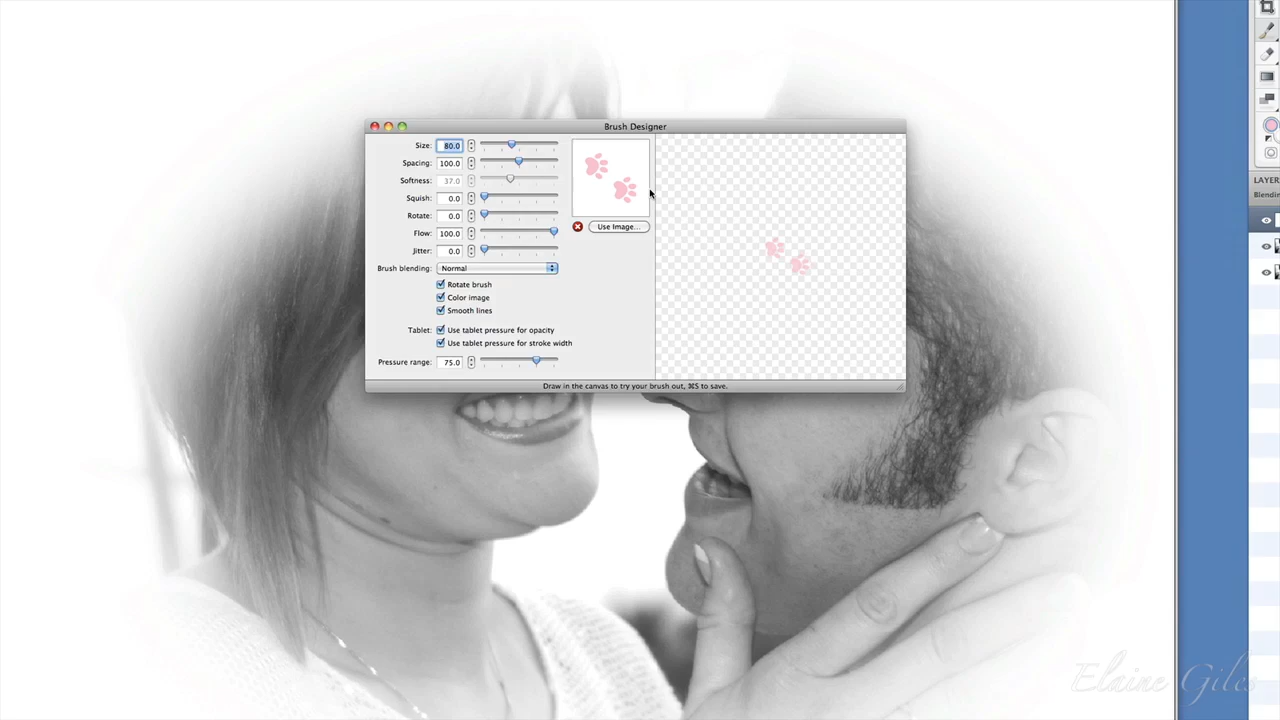 Brush Designer
Size: 80.0
Spacing: 100.0
Softness: 37.0
Squish: 0.0
Rotate: 0.0
Flow: 100.0
Jitter: 0.0
Brush blending: Normal
Rotate brush
Color image
Smooth lines
Tablet: Use tablet pressure for opacity
Use tablet pressure for stroke width
Pressure range: 75.0
Use Image...
Draw in the canvas to try your brush out, ⌘S to save.
LAYER
Blending
Elaine Giles